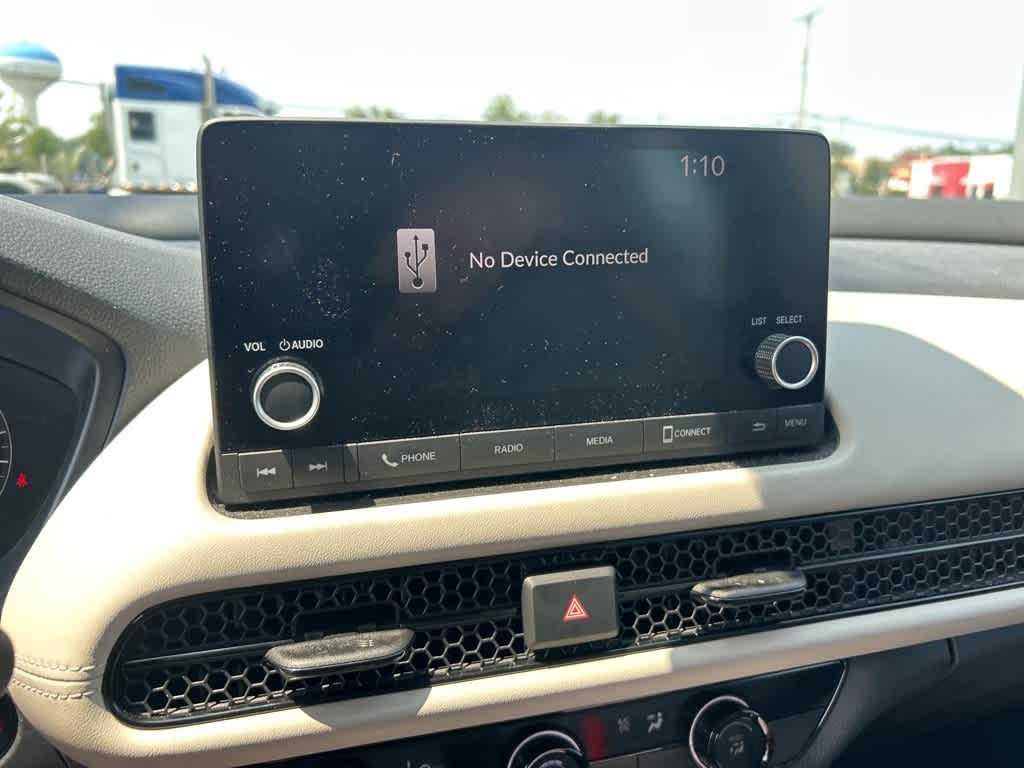 1:10
No Device Connected
LIST SELECT
VOL AUDIO
PHONE
RADIO
MEDIA
CONNECT
MENU